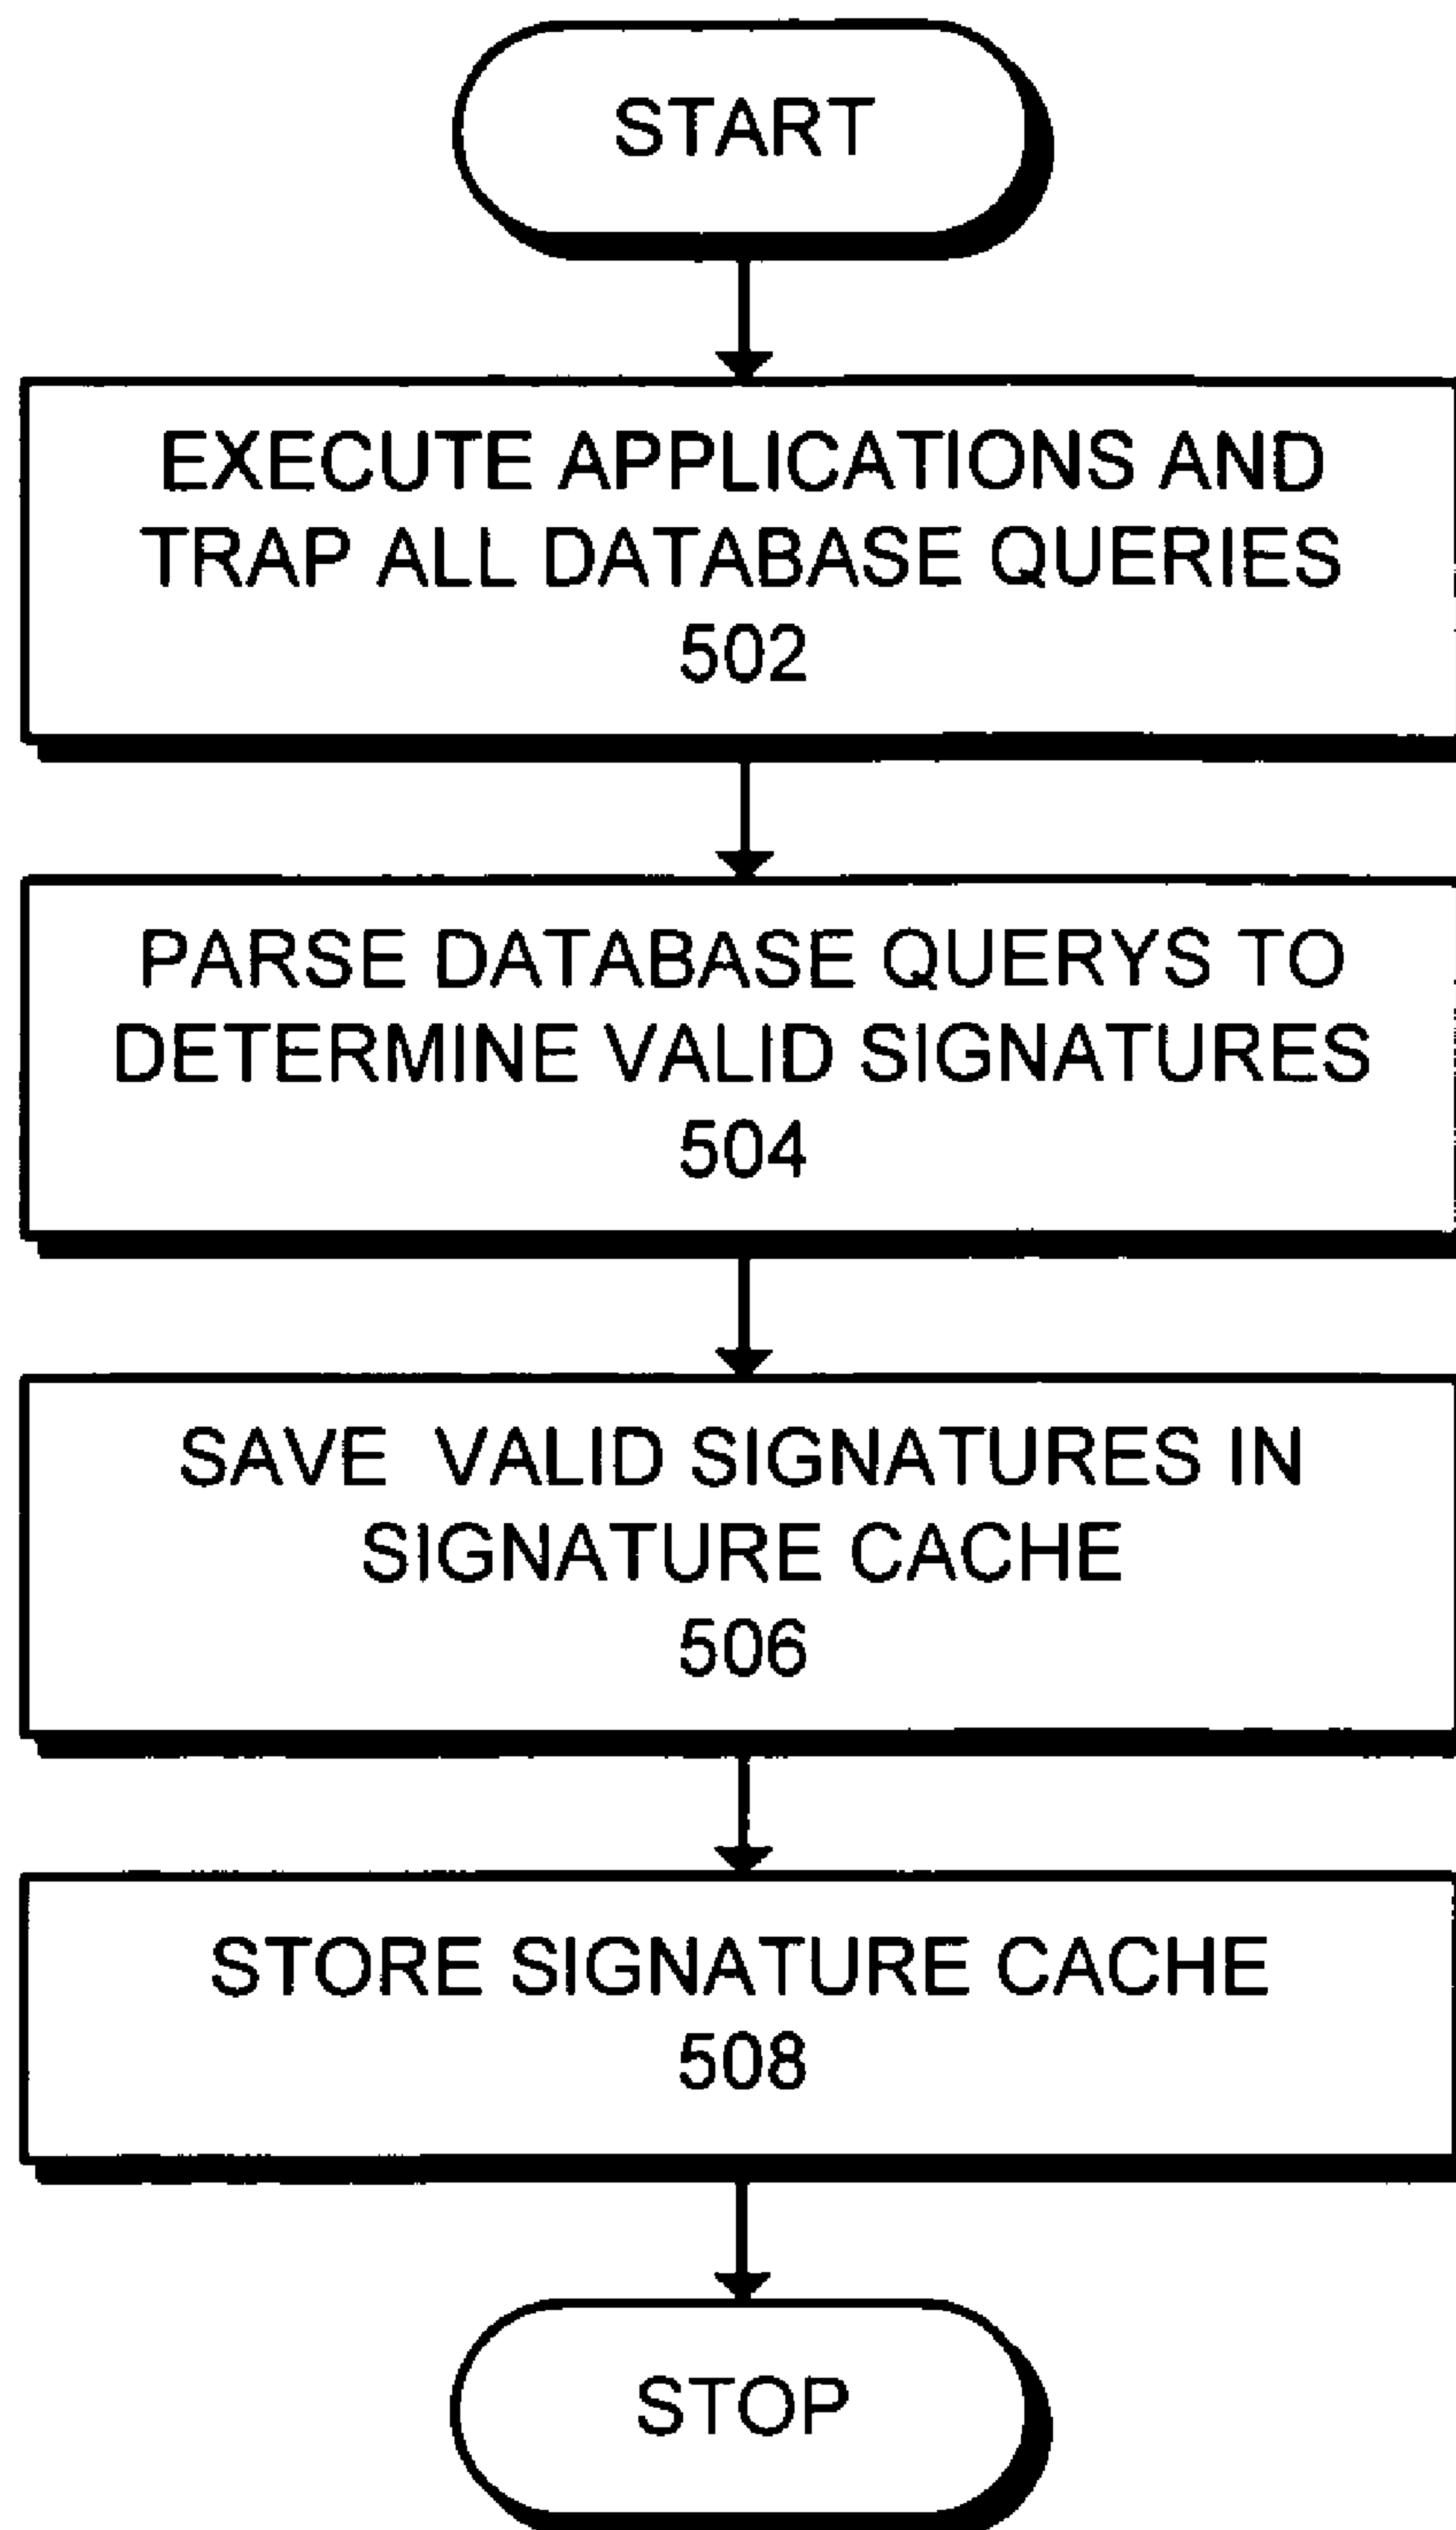 START
EXECUTE APPLICATIONS AND
TRAP ALL DATABASE QUERIES
502
PARSE DATABASE QUERYS TO
DETERMINE VALID SIGNATURES
504
SAVE VALID SIGNATURES IN
SIGNATURE CACHE
506
STORE SIGNATURE CACHE
508
STOP